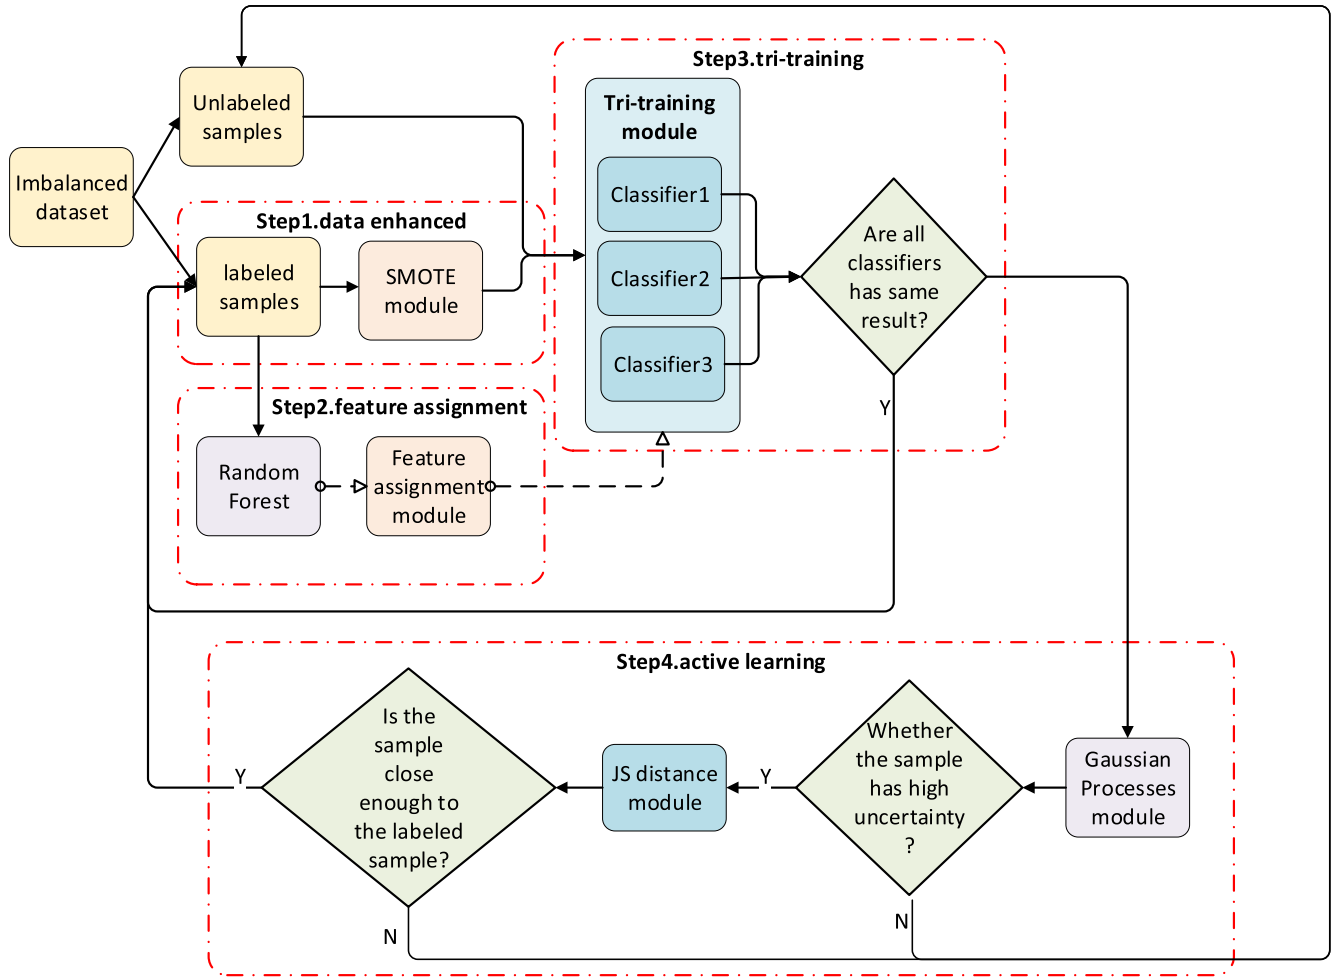 Step3.tri-training
Unlabeled
samples
Tri-training
module
Imbalanced
dataset
Classifier1
Step1.data enhanced
labeled
samples
SMOTE
module
Classifier2
Are all
classifiers
has same
result?
Classifier3
Y
Step2.feature assignment
Random
Forest
Feature
assignment
module
Step4.active learning
Is the
sample
close
enough to
the labeled
sample?
Y
JS distance
module
Y
Whether
the sample
has high
uncertainty
?
Gaussian
Processes
module
N
N